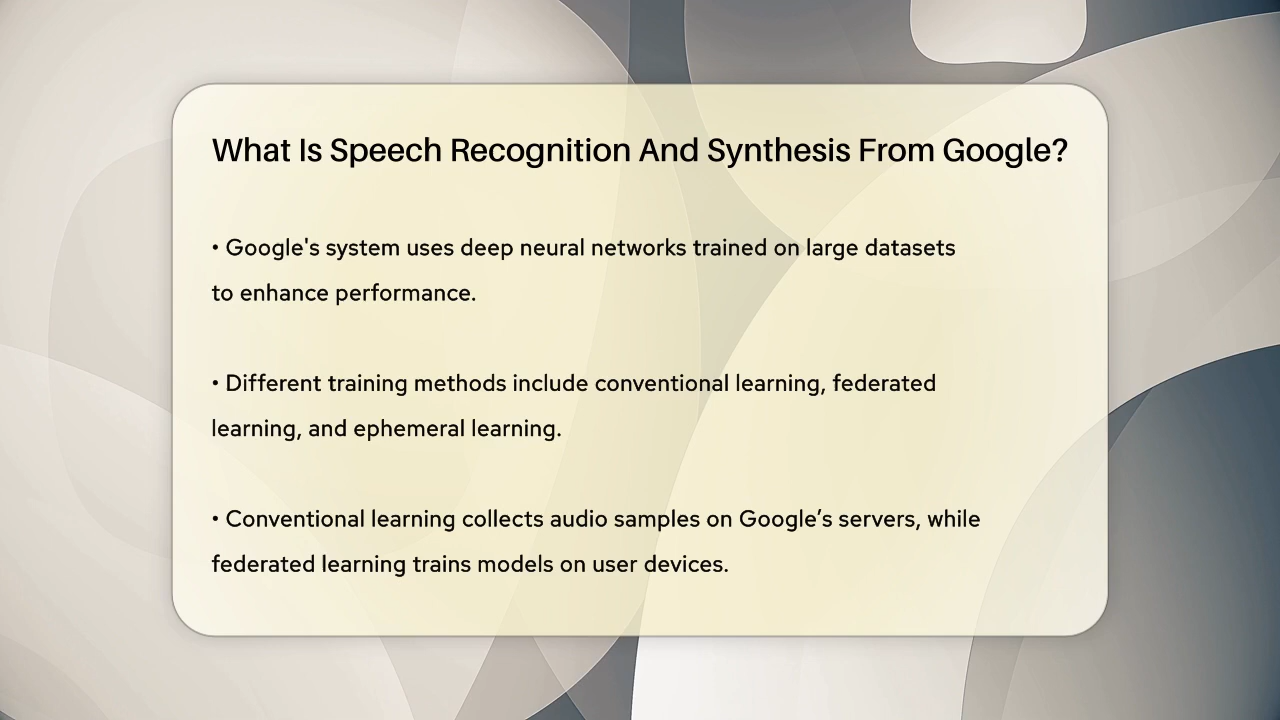 What Is Speech Recognition And Synthesis From Google?
• Google's system uses deep neural networks trained on large datasets
to enhance performance.
• Different training methods include conventional learning, federated
learning, and ephemeral learning.
• Conventional learning collects audio samples on Google’s servers, while
federated learning trains models on user devices.